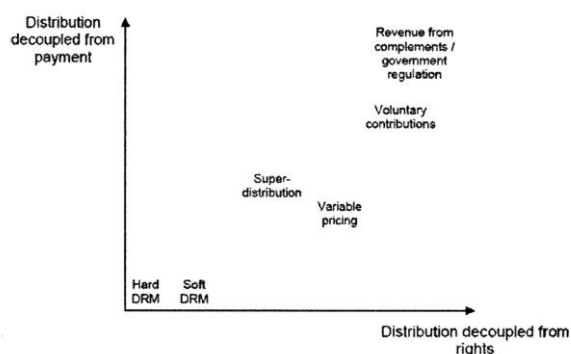 Distribution
decoupled from
payment
Revenue from
complements /
government
regulation
Voluntary
contributions
Super-
distribution
Variable
pricing
Hard
DRM
Soft
DRM
Distribution decoupled from
rights